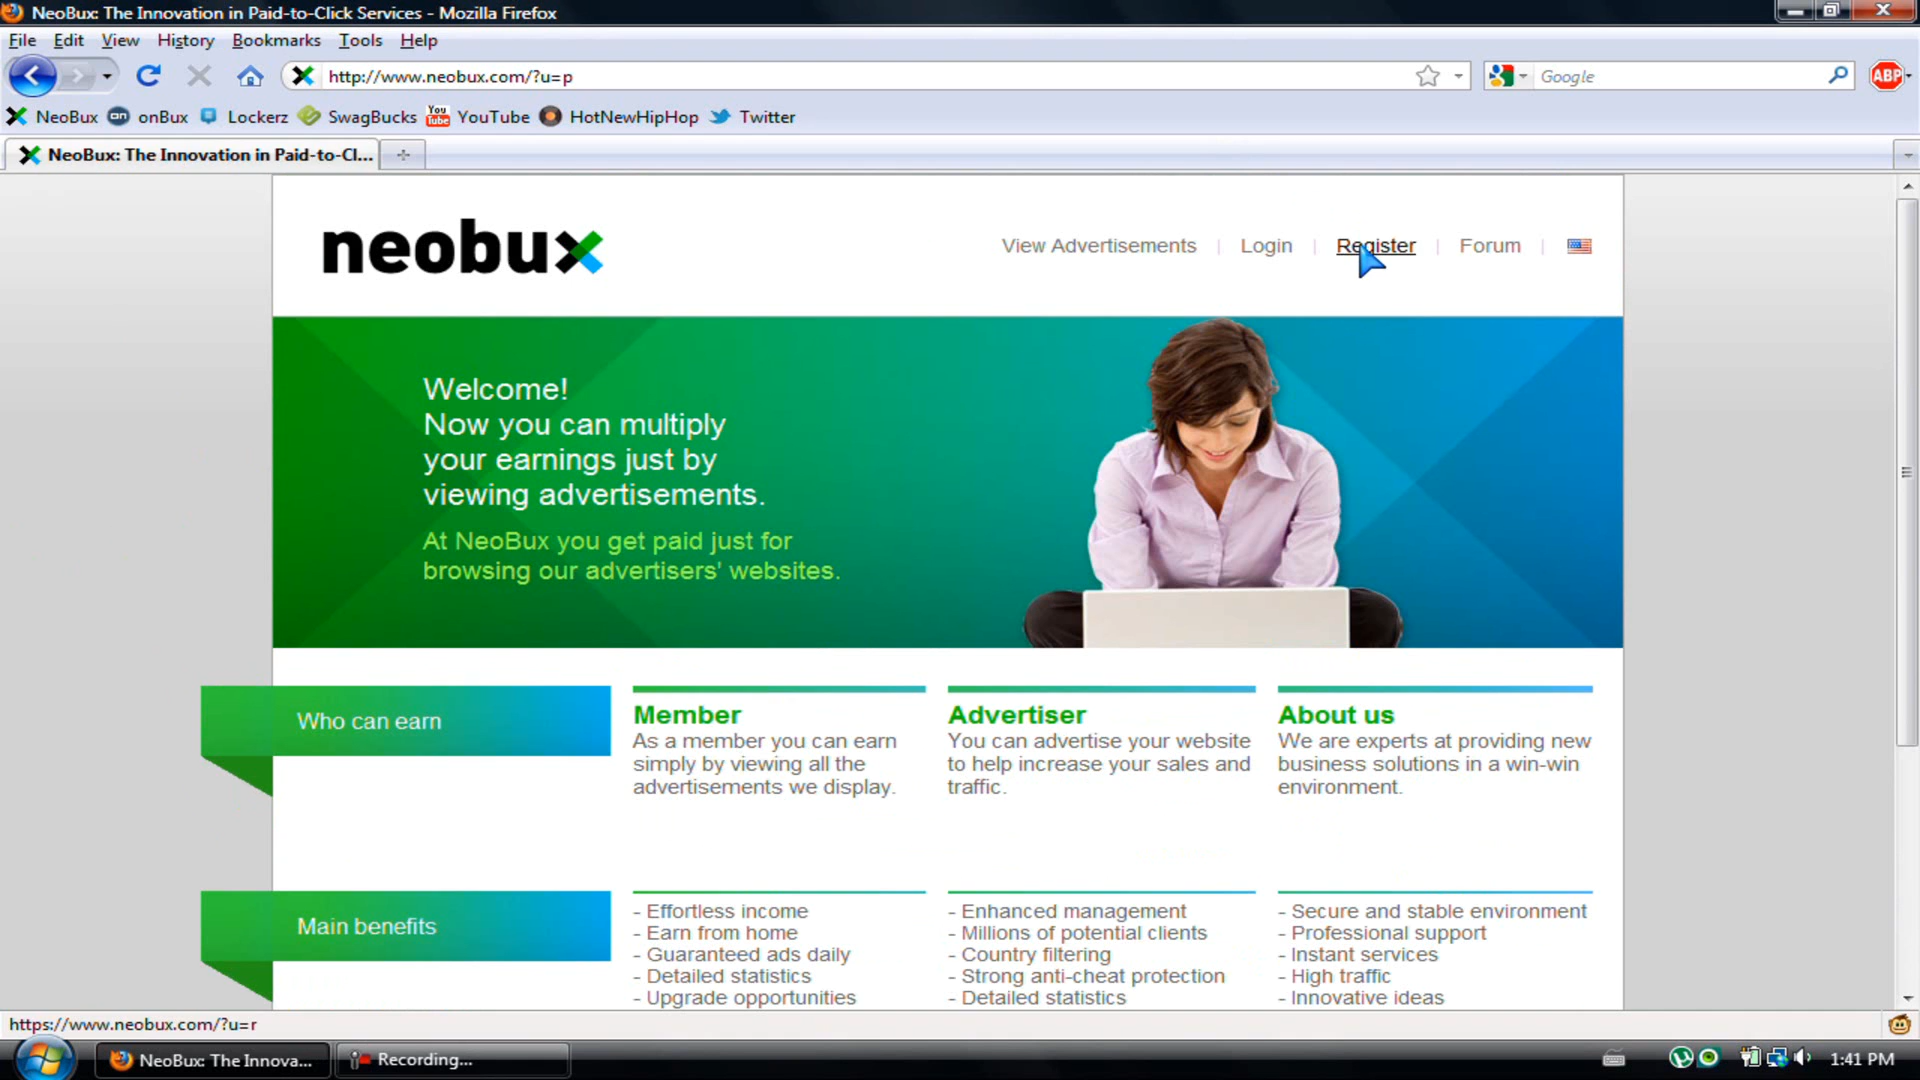 NeoBux: The Innovation in Paid-to-Click Services - Mozilla Firefox
File Edit View History Bookmarks Tools Help
http://www.neobux.com/?u=p
Google
ABP
NeoBux onBux Lockerz SwagBucks YouTube HotNewHipHop Twitter
NeoBux: The Innovation in Paid-to-Cl...
neobux
View Advertisements | Login | Register | Forum |
Welcome!
Now you can multiply
your earnings just by
viewing advertisements.
At NeoBux you get paid just for
browsing our advertisers' websites.
Who can earn
Member
As a member you can earn
simply by viewing all the
advertisements we display.
Advertiser
You can advertise your website
to help increase your sales and
traffic.
About us
We are experts at providing new
business solutions in a win-win
environment.
Main benefits
- Effortless income
- Earn from home
- Guaranteed ads daily
- Detailed statistics
- Upgrade opportunities
- Enhanced management
- Millions of potential clients
- Country filtering
- Strong anti-cheat protection
- Detailed statistics
- Secure and stable environment
- Professional support
- Instant services
- High traffic
- Innovative ideas
https://www.neobux.com/?u=r
NeoBux: The Innova...
Recording...
1:41 PM